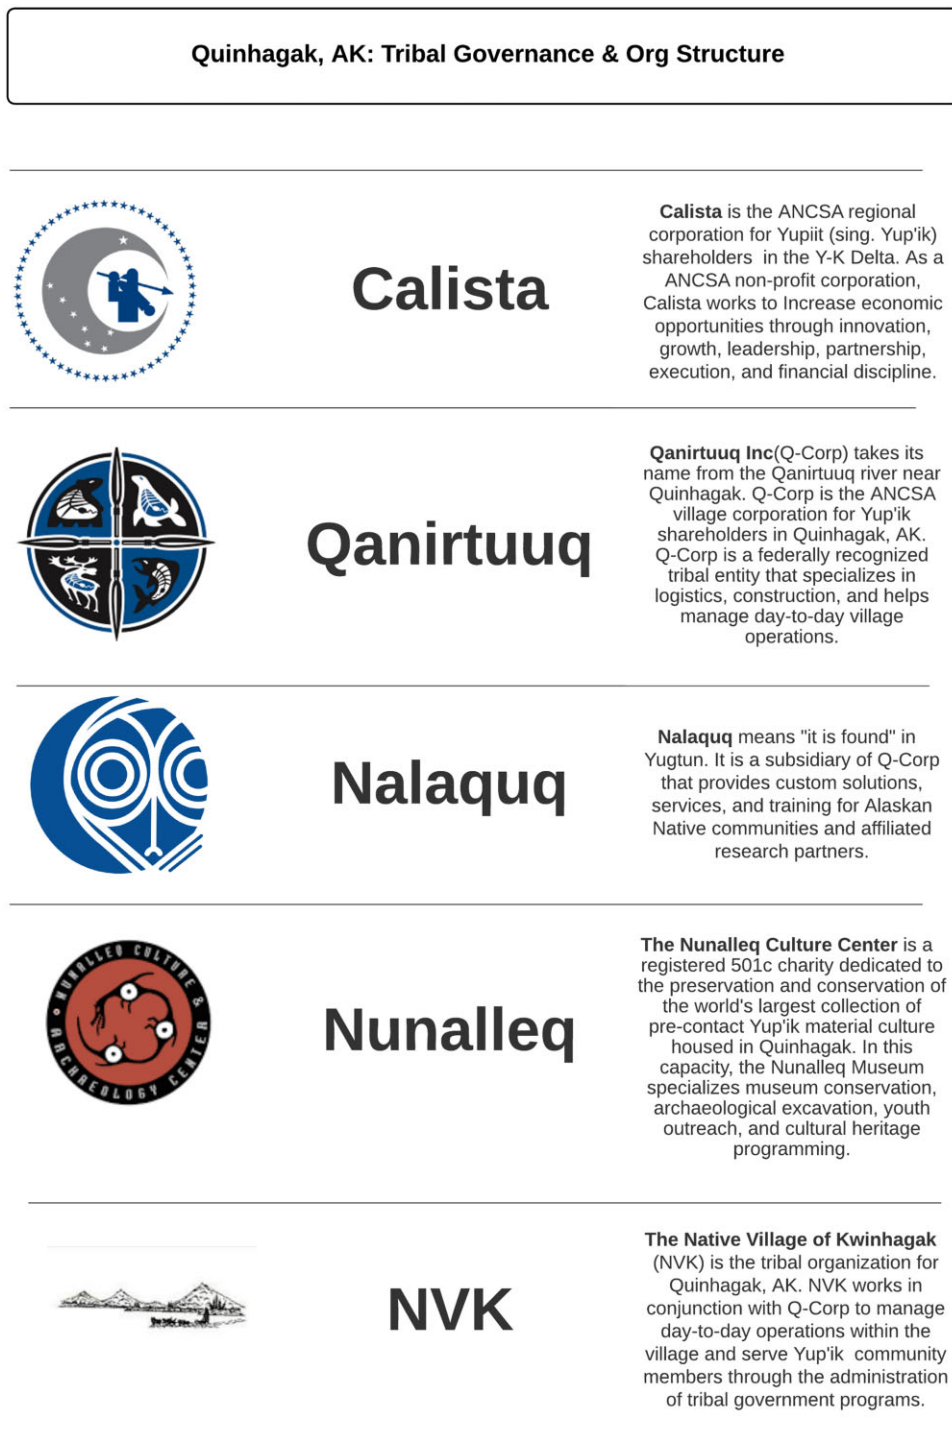 Quinhagak, AK: Tribal Governance & Org Structure
Calista
Calista is the ANCSA regional
corporation for Yupiit (sing. Yup'ik)
shareholders in the Y-K Delta. As a
ANCSA non-profit corporation,
Calista works to Increase economic
opportunities through innovation,
growth, leadership, partnership,
execution, and financial discipline.
Qanirtuuq
Qanirtuuq Inc(Q-Corp) takes its
name from the Qanirtuuq river near
Quinhagak. Q-Corp is the ANCSA
village corporation for Yup'ik
shareholders in Quinhagak, AK.
Q-Corp is a federally recognized
tribal entity that specializes in
logistics, construction, and helps
manage day-to-day village
operations.
Nalaquq
Nalaquq means "it is found" in
Yugtun. It is a subsidiary of Q-Corp
that provides custom solutions,
services, and training for Alaskan
Native communities and affiliated
research partners.
NUNALLEQ CULTURE &
ARCHAEOLOGY CENTER
Nunalleq
The Nunalleq Culture Center is a
registered 501c charity dedicated to
the preservation and conservation of
the world's largest collection of
pre-contact Yup'ik material culture
housed in Quinhagak. In this
capacity, the Nunalleq Museum
specializes museum conservation,
archaeological excavation, youth
outreach, and cultural heritage
programming.
NVK
The Native Village of Kwinhagak
(NVK) is the tribal organization for
Quinhagak, AK. NVK works in
conjunction with Q-Corp to manage
day-to-day operations within the
village and serve Yup'ik community
members through the administration
of tribal government programs.